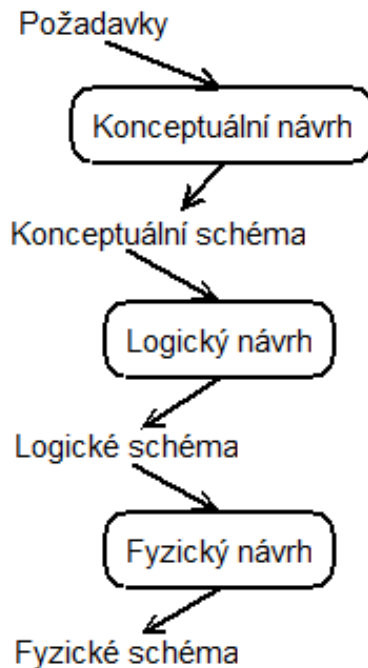 Požadavky
Konceptuální návrh
Konceptuální schéma
Logický návrh
Logické schéma
Fyzický návrh
Fyzické schéma